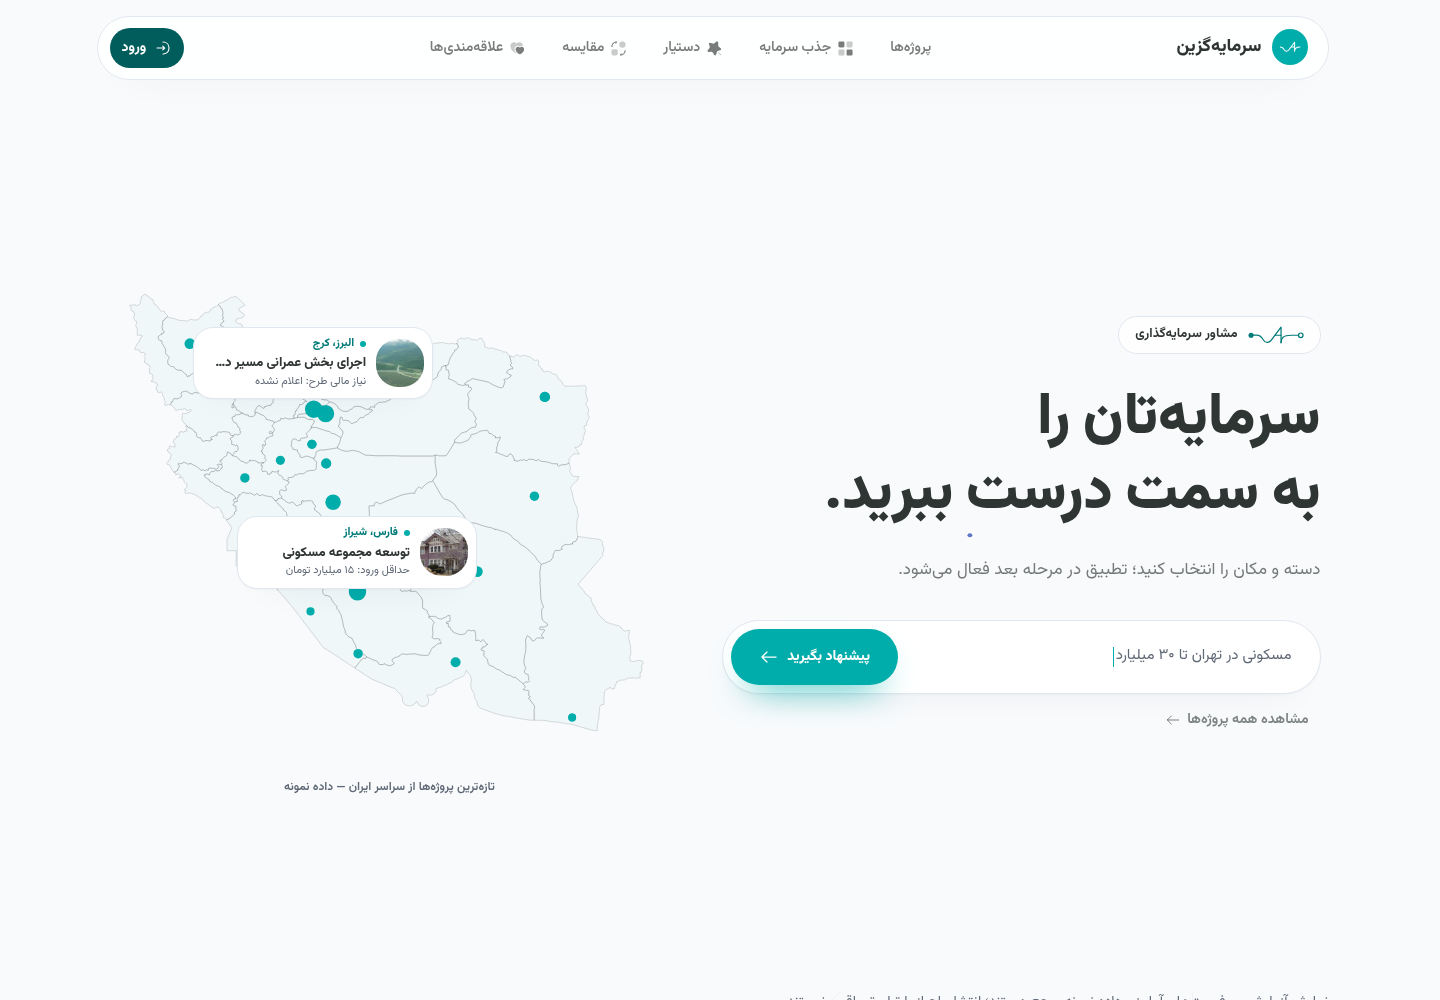 سرمایه‌گزین
پروژه‌ها
جذب سرمایه
دستیار
مقایسه
علاقه‌مندی‌ها
ورود
مشاور سرمایه‌گذاری
سرمایه‌تان را
به سمت درست ببرید.
دسته و مکان را انتخاب کنید؛ تطبیق در مرحله بعد فعال می‌شود.
مسکونی در تهران تا ۳۰ میلیارد
پیشنهاد بگیرید
مشاهده همه پروژه‌ها
البرز، کرج
اجرای بخش عمرانی مسیر د...
نیاز مالی طرح: اعلام نشده
فارس، شیراز
توسعه مجموعه مسکونی
حداقل ورود: ۱۵ میلیارد تومان
تازه‌ترین پروژه‌ها از سراسر ایران — داده نمونه